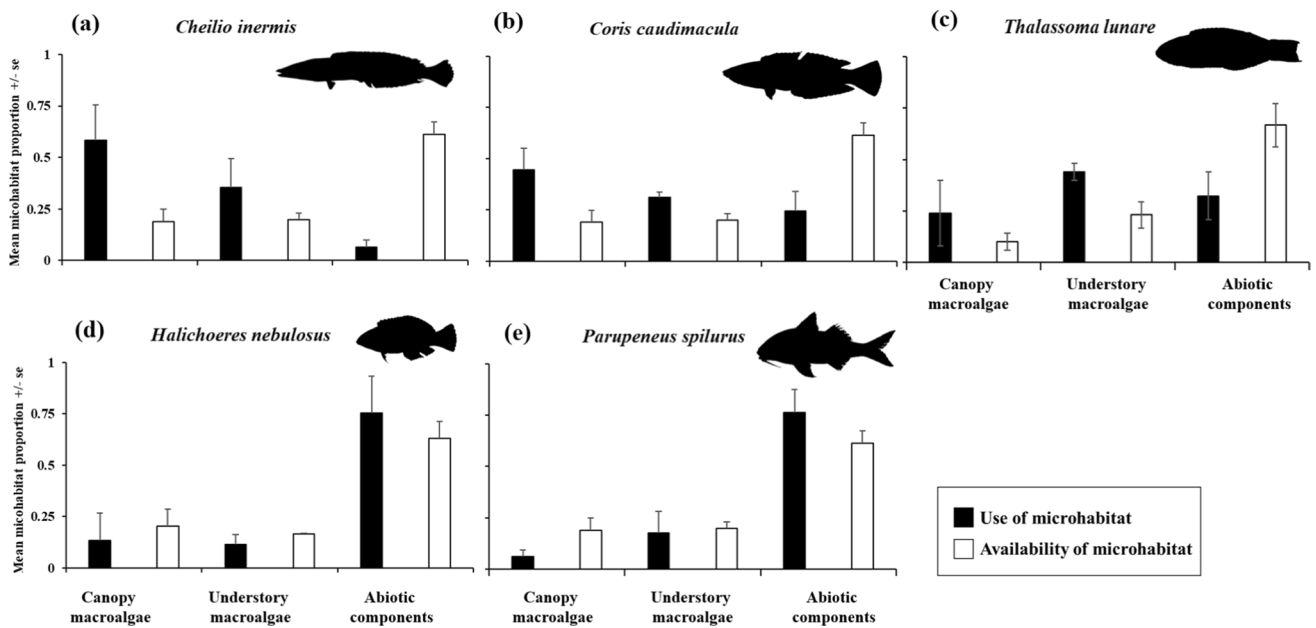 (a)
Cheilio inermis
(b)
Coris caudimacula
(c)
Thalassoma lunare
Mean micohabitat proportion +/- se
1
0.75
0.5
0.25
0
Canopy macroalgae
Understory macroalgae
Abiotic components
(d)
Halichoeres nebulosus
(e)
Parupeneus spilurus
Mean micohabitat proportion +/- se
1
0.75
0.5
0.25
0
Canopy macroalgae
Understory macroalgae
Abiotic components
Canopy macroalgae
Understory macroalgae
Abiotic components
Use of microhabitat
Availability of microhabitat